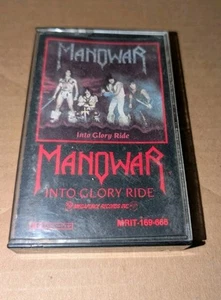 MANOWAR
Into Glory Ride
MANOWAR
INTO GLORY RIDE
MRIT-169-666